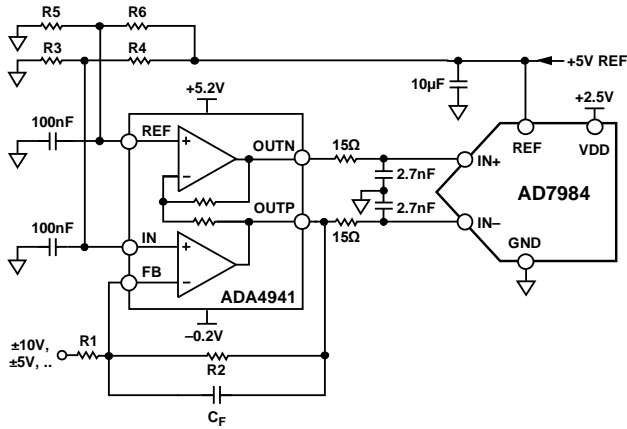 R5 R6
R3 R4
+5V REF
10µF
+5.2V
+2.5V
100nF
REF OUTN
15Ω
REF VDD
IN+
2.7nF
AD7984
2.7nF
OUTP
100nF
IN
15Ω
IN–
GND
FB
ADA4941
–0.2V
±10V,
±5V, ..
R1
R2
CF